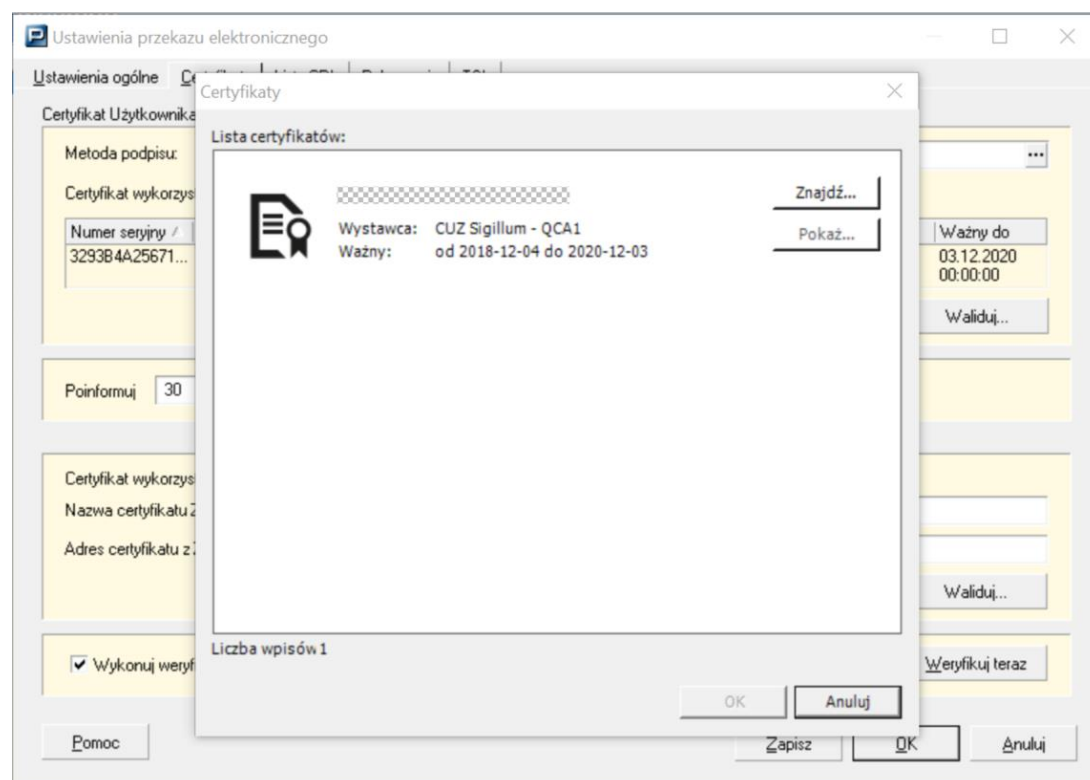 Ustawienia przekazu elektronicznego
Ustawienia ogólne
Certyfikaty
Certyfikat Użytkownika
Lista certyfikatów:
Metoda podpisu:
Certyfikat wykorzys
Znajdź...
Wystawca: CUZ Sigillum - QCA1
Pokaż...
Ważny: od 2018-12-04 do 2020-12-03
Numer seryjny
Ważny do
3293B4A25671...
03.12.2020
00:00:00
Waliduj...
Poinformuj 30
Certyfikat wykorzys
Nazwa certyfikatu Z
Adres certyfikatu z
Waliduj...
Liczba wpisów 1
Wykonuj weryfi
Weryfikuj teraz
OK Anuluj
Pomoc Zapisz OK Anuluj